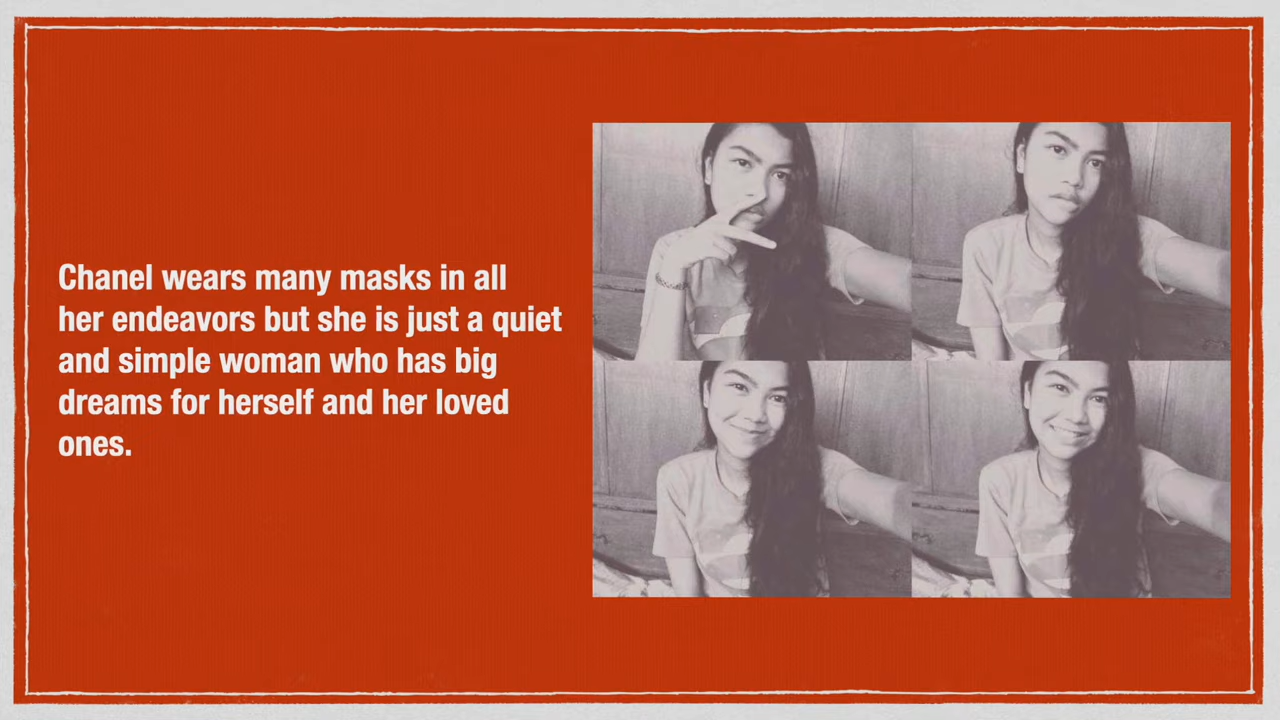 Chanel wears many masks in all
her endeavors but she is just a quiet
and simple woman who has big
dreams for herself and her loved
ones.